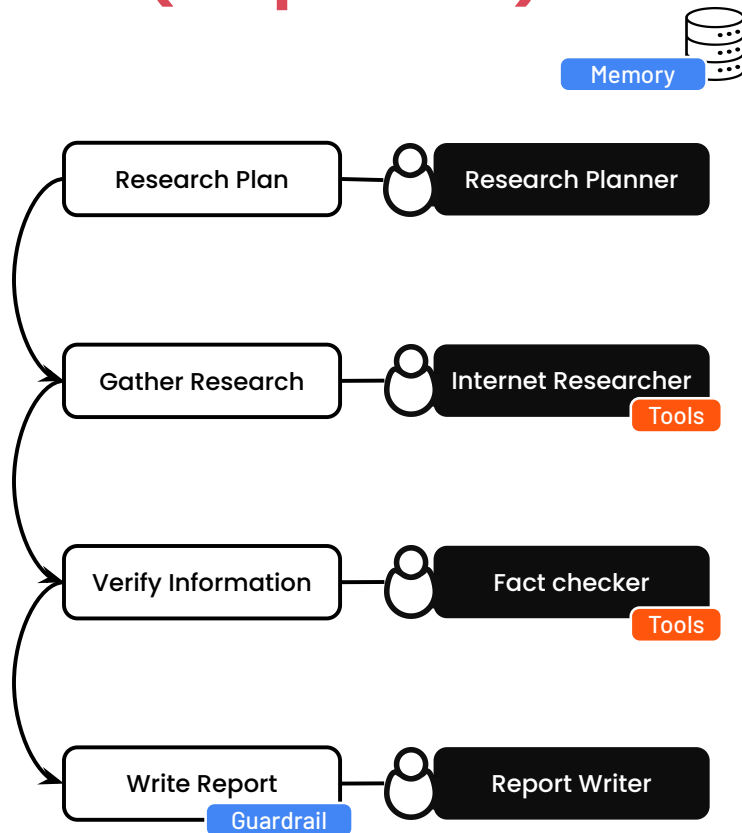 Memory
Research Plan
Research Planner
Gather Research
Internet Researcher
Tools
Verify Information
Fact checker
Tools
Write Report
Report Writer
Guardrail